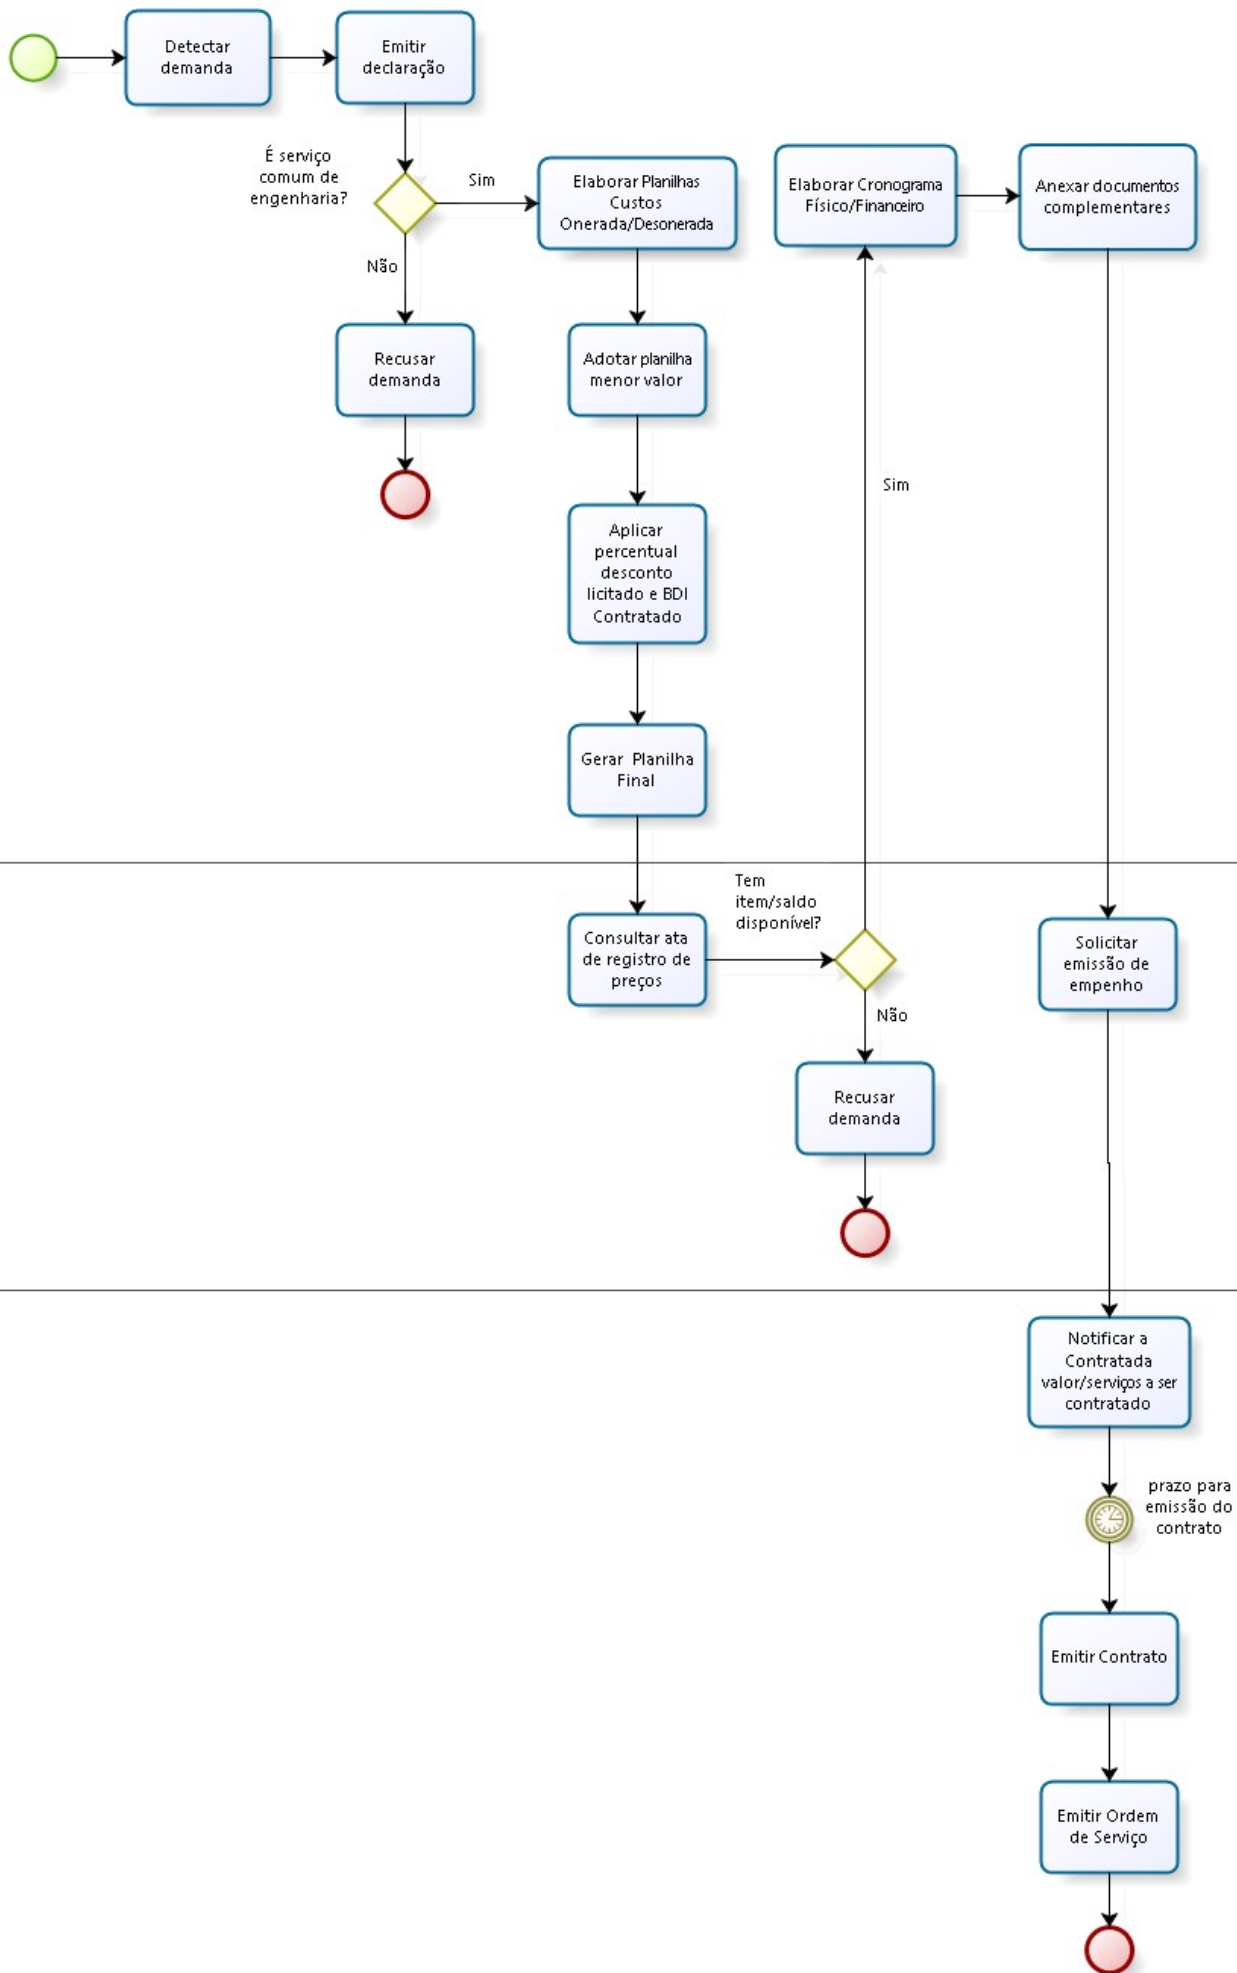 Detectar
demanda
Emitir
declaração
É serviço
comum de
engenharia?
Sim
Elaborar Planilhas
Custos
Onerada/Desonerada
Elaborar Cronograma
Físico/Financeiro
Anexar documentos
complementares
Não
Recusar
demanda
Adotar planilha
menor valor
Sim
Aplicar
percentual
desconto
licitado e BDI
Contratado
Gerar Planilha
Final
Tem
item/saldo
disponível?
Consultar ata
de registro de
preços
Solicitar
emissão de
empenho
Não
Recusar
demanda
Notificar a
Contratada
valor/serviços a ser
contratado
prazo para
emissão do
contrato
Emitir Contrato
Emitir Ordem
de Serviço